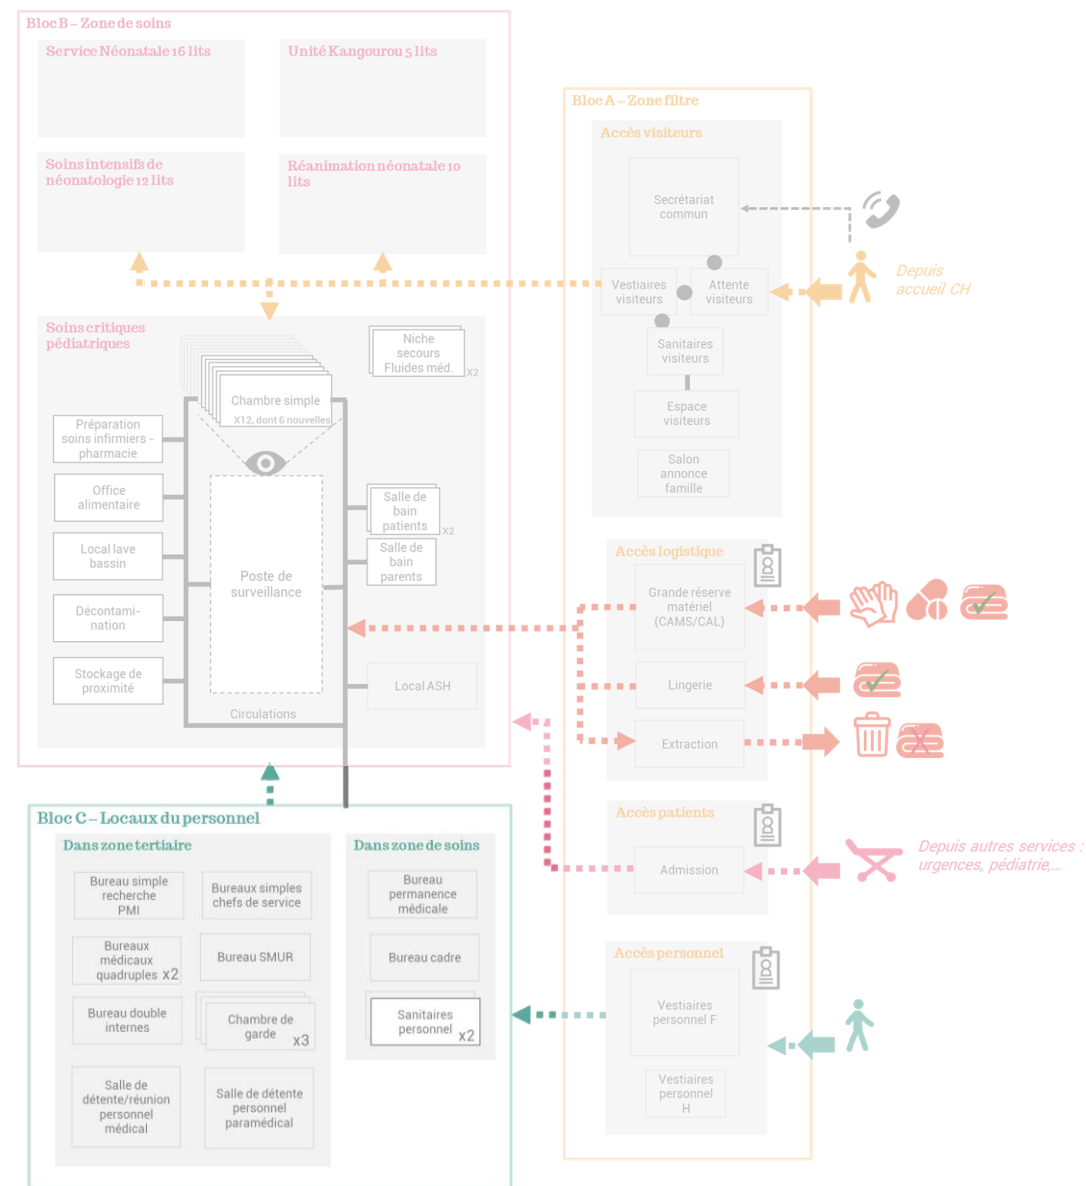 Bloc B – Zone de soins
Service Néonatale 16 lits
Unité Kangourou 5 lits
Soins intensifs de
néonatologie 12 lits
Réanimation néonatale 10
lits
Soins critiques
pédiatriques
Niche
secours
Fluides méd.
X2
Chambre simple
X12, dont 6 nouvelles
Préparation
soins infirmiers -
pharmacie
Office
alimentaire
Local lave
bassin
Décontami-
nation
Stockage de
proximité
Poste de
surveillance
Salle de
bain
patients
X2
Salle de
bain
parents
Local ASH
Circulations
Bloc A – Zone filtre
Accès visiteurs
Secrétariat
commun
Vestiaires
visiteurs
Attente
visiteurs
Sanitaires
visiteurs
Espace
visiteurs
Salon
annonce
famille
Depuis
accueil CH
Accès logistique
Grande réserve
matériel
(CAMS/CAL)
Lingerie
Extraction
Accès patients
Admission
Depuis autres services :
urgences, pédiatrie,...
Accès personnel
Vestiaires
personnel F
Vestiaires
personnel
H
Bloc C – Locaux du personnel
Dans zone tertiaire
Bureau simple
recherche
PMI
Bureaux simples
chefs de service
Bureaux
médicaux
quadruples x2
Bureau SMUR
Bureau double
internes
Chambre de
garde
x3
Salle de
détente/réunion
personnel
médical
Salle de détente
personnel
paramédical
Dans zone de soins
Bureau
permanence
médicale
Bureau cadre
Sanitaires
personnel
x2